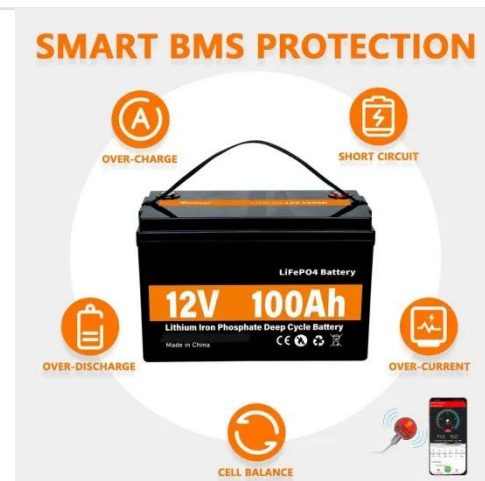 SMART BMS PROTECTION
OVER-CHARGE
SHORT CIRCUIT
LiFePO4 Battery
12V 100Ah
Lithium Iron Phosphate Deep Cycle Battery
Made in China
CE
OVER-DISCHARGE
OVER-CURRENT
CELL BALANCE